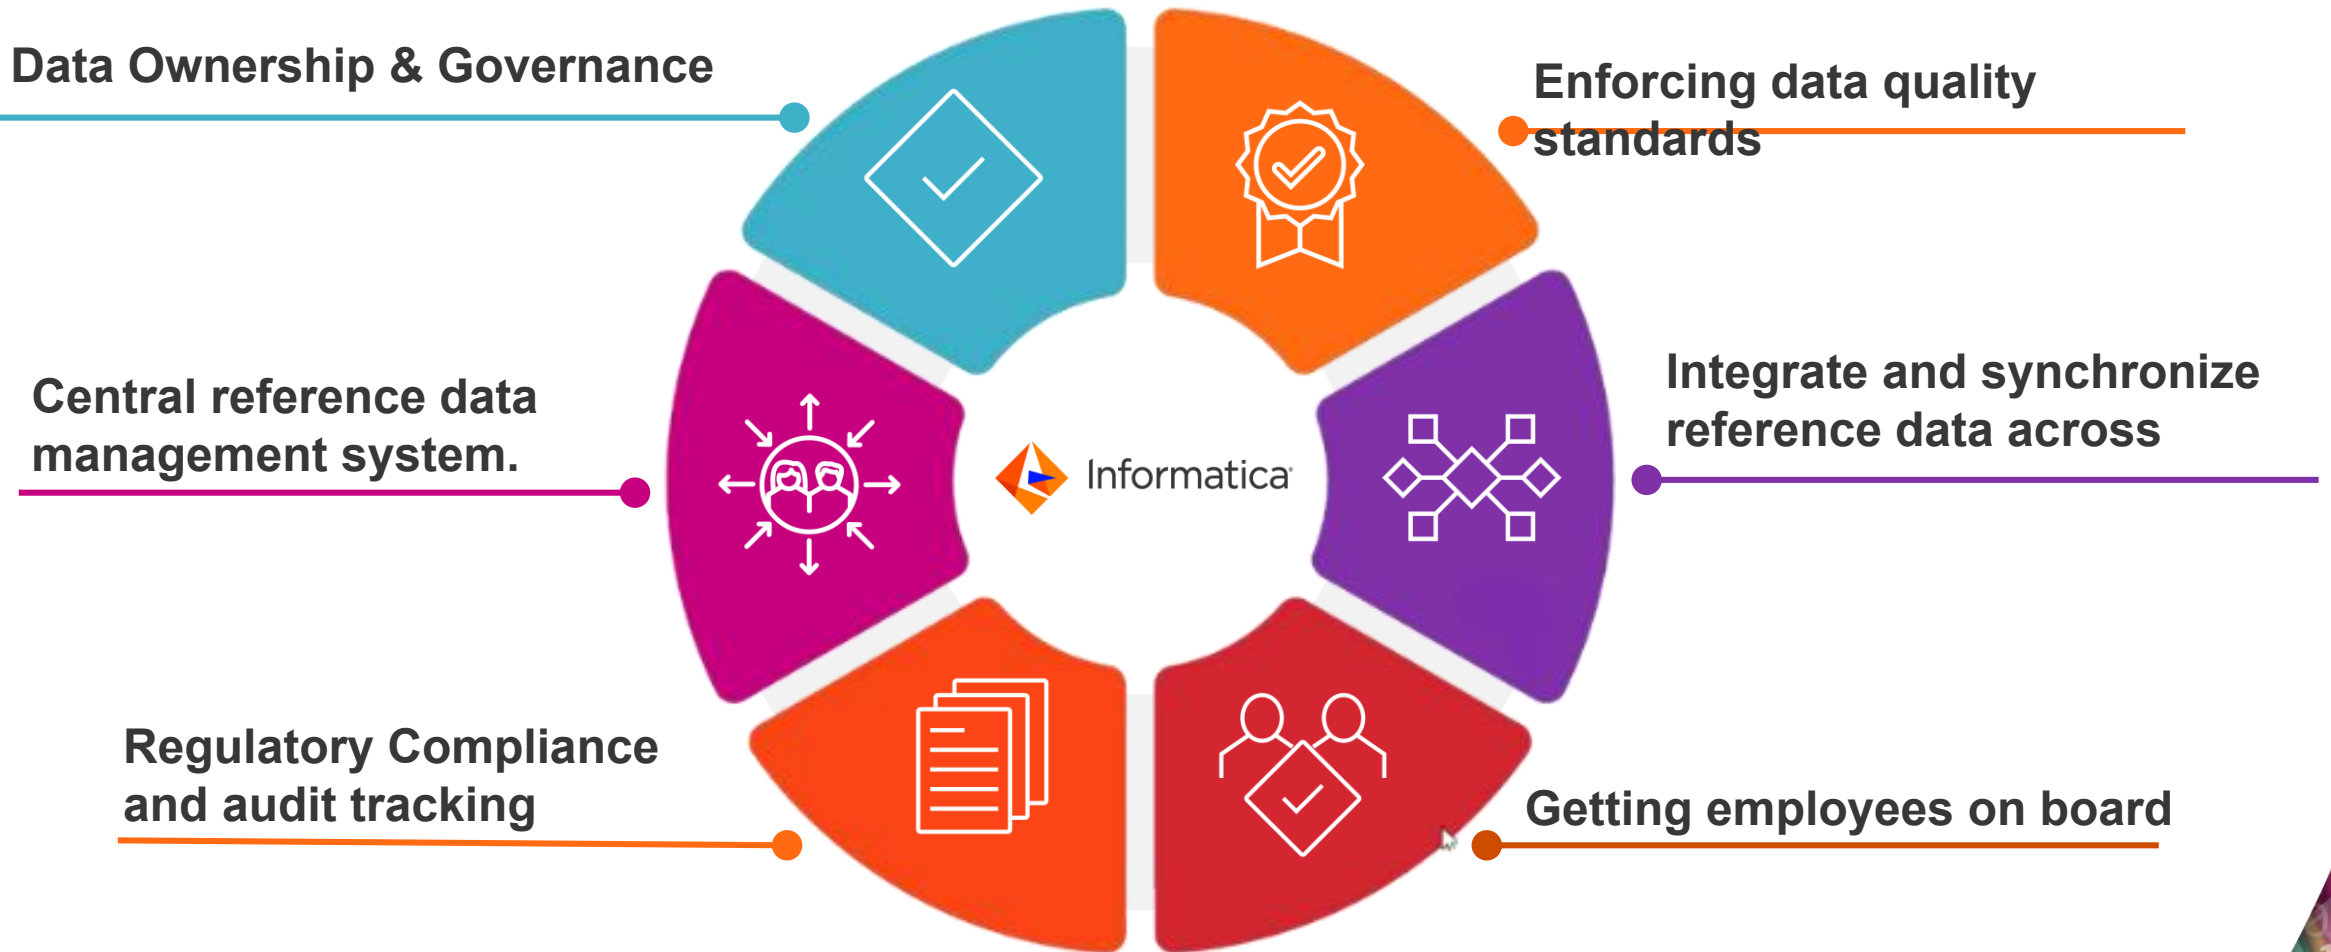 Data Ownership & Governance
Enforcing data quality
standards
Central reference data
management system.
Informatica
Integrate and synchronize
reference data across
Regulatory Compliance
and audit tracking
Getting employees on board